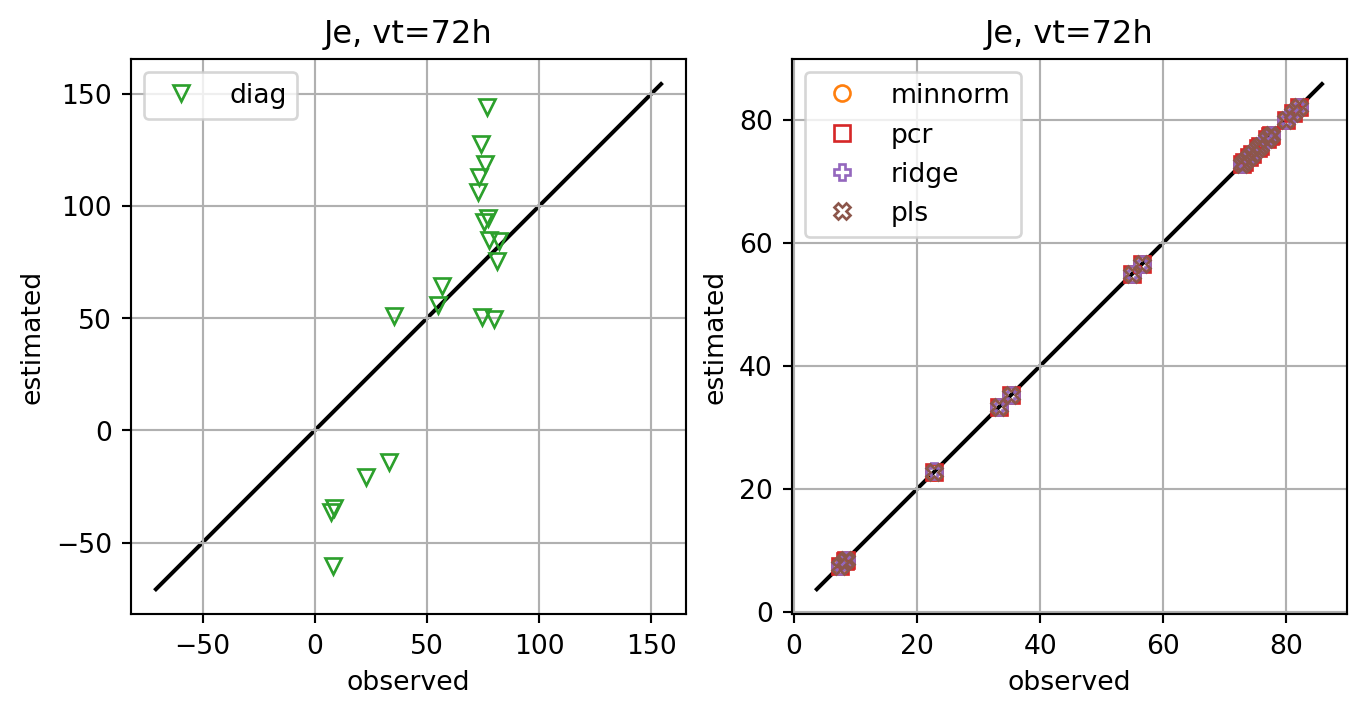 Je, vt=72h
diag
150
100
50
0
−50
−50
0
50
100
150
observed
estimated
Je, vt=72h
minnorm
pcr
ridge
pls
80
60
40
20
0
0
20
40
60
80
observed
estimated